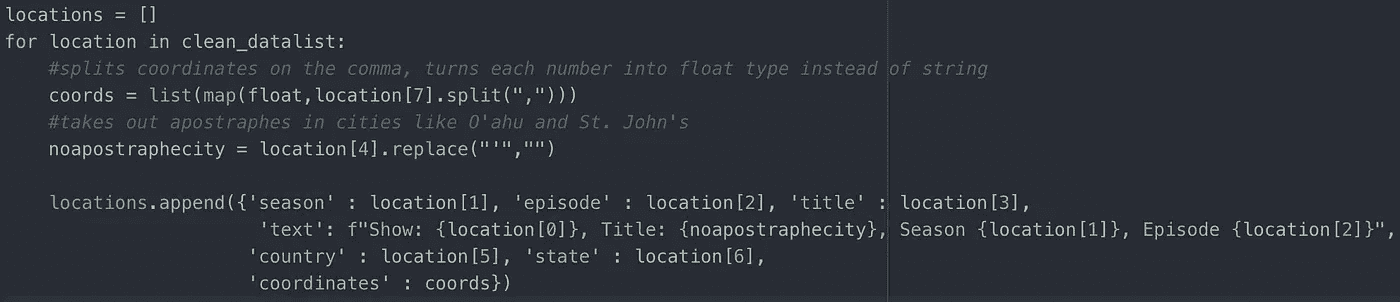 locations = []
for location in clean_datalist:
    #splits coordinates on the comma, turns each number into float type instead of string
    coords = list(map(float,location[7].split(",")))
    #takes out apostraphes in cities like O'ahu and St. John's
    noapostraphecity = location[4].replace("'","")
    locations.append({'season' : location[1], 'episode' : location[2], 'title' : location[3],
                        'text': f"Show: {location[0]}, Title: {noapostraphecity}, Season {location[1]}, Episode {location[2]}",
                       'country' : location[5], 'state' : location[6],
                       'coordinates' : coords})